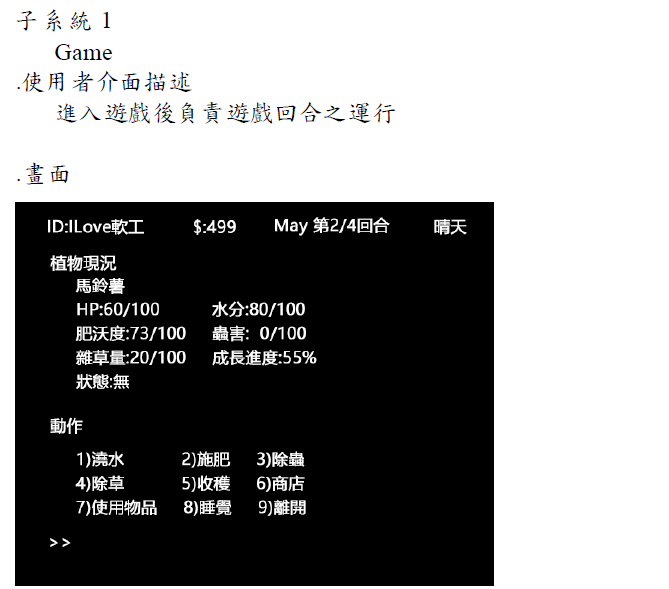 子系統 1
Game
.使用者介面描述
進入遊戲後負責遊戲回合之運行
.畫面
ID:ILove軟工 $:499 May 第2/4回合 晴天
植物現況
馬鈴薯
HP:60/100 水分:80/100
肥沃度:73/100 蟲害: 0/100
雜草量:20/100 成長進度:55%
狀態:無
動作
1)澆水 2)施肥 3)除蟲
4)除草 5)收穫 6)商店
7)使用物品 8)睡覺 9)離開
>>